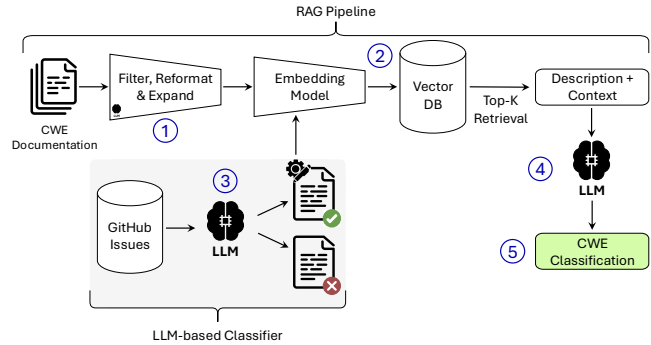 RAG Pipeline
Filter, Reformat
& Expand
LLM
1
CWE
Documentation
Embedding
Model
2
Vector
DB
Top-K
Retrieval
Description +
Context
4
LLM
5
CWE
Classification
GitHub
Issues
3
LLM
LLM-based Classifier